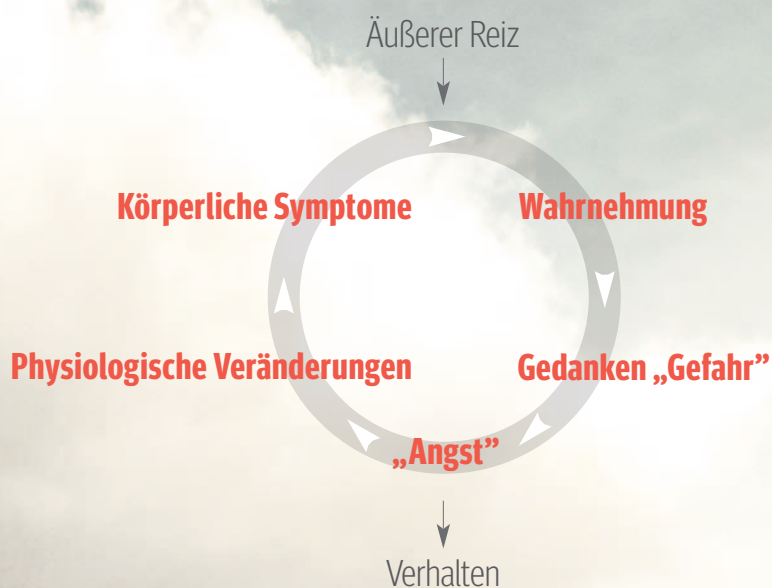 Äußerer Reiz
Körperliche Symptome
Wahrnehmung
Physiologische Veränderungen
Gedanken „Gefahr”
„Angst”
Verhalten